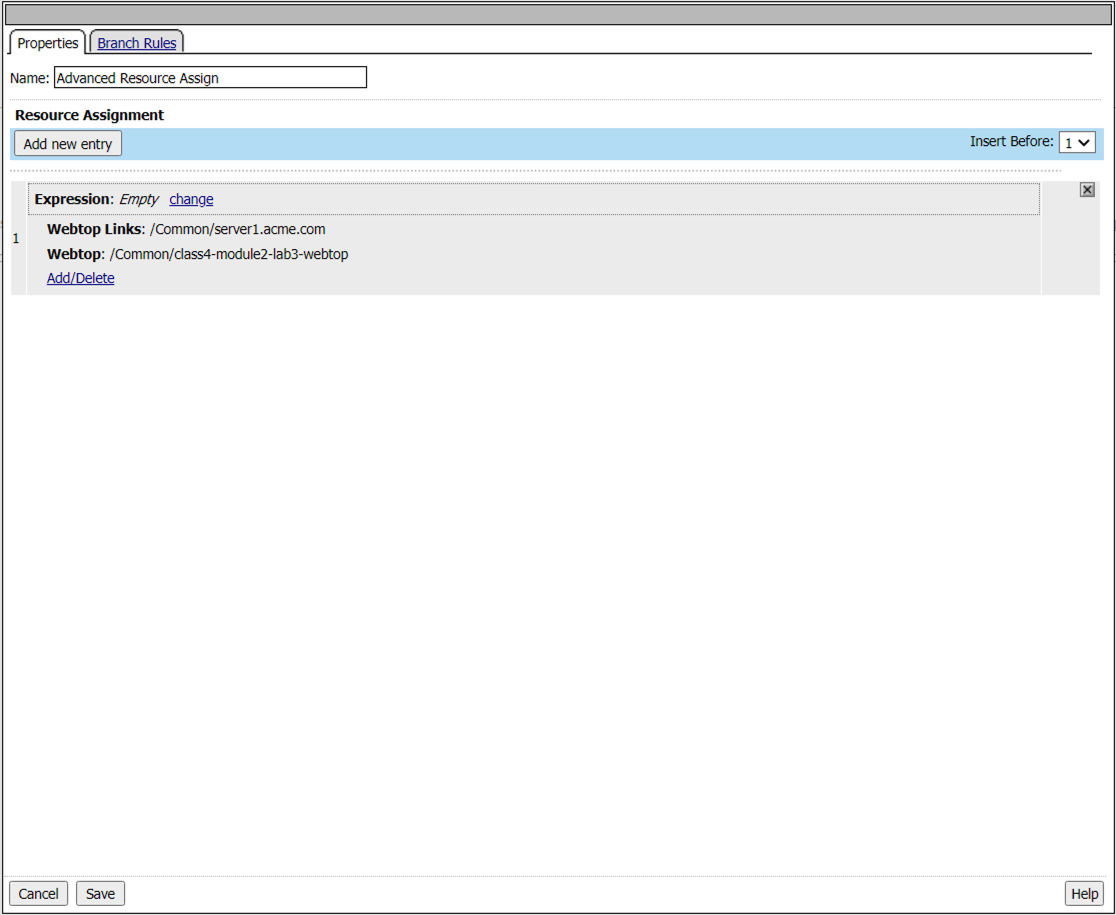 Properties Branch Rules
Name: Advanced Resource Assign
Resource Assignment
Add new entry Insert Before: 1
Expression: Empty change
1
Webtop Links: /Common/server1.acme.com
Webtop: /Common/class4-module2-lab3-webtop
Add/Delete
Cancel Save Help